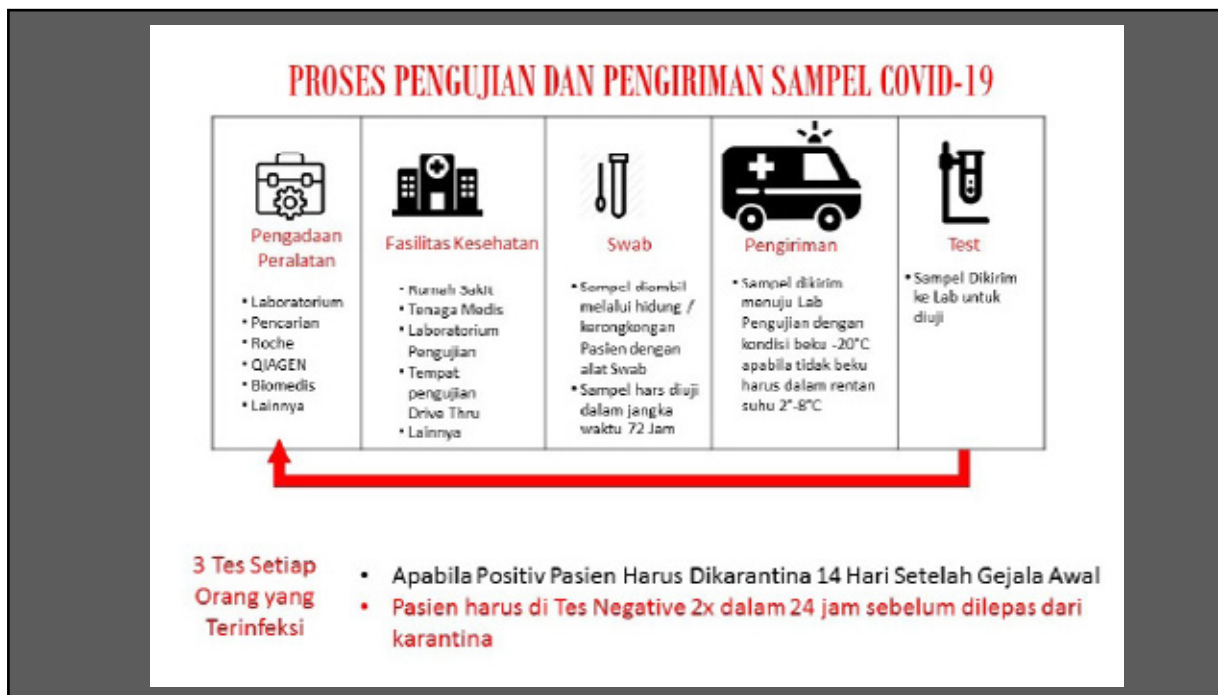 PROSES PENGUJIAN DAN PENGIRIMAN SAMPEL COVID-19
Pengadaan
Peralatan
• Laboratorium
• Pencarian
• Roche
• QIAGEN
• Biomedis
• Lainnya
Fasilitas Kesehatan
• Rumah Sakit
• Tenaga Medis
• Laboratorium
Pengujian
• Tempat
pengujian
Drive Thru
• Lainnya
Swab
• Sampel diambil
melalui hidung /
kerongkongan
Pasien dengan
alat Swab
• Sampel hars diuji
dalam jangka
waktu 72 Jam
Pengiriman
• Sampel dikirim
menuju Lab
Pengujian dengan
kondisi beku -20°C
apabila tidak beku
harus dalam rentan
suhu 2°-8°C
Test
• Sampel Dikirim
ke Lab untuk
diuji
3 Tes Setiap
Orang yang
Terinfeksi
• Apabila Positiv Pasien Harus Dikarantina 14 Hari Setelah Gejala Awal
• Pasien harus di Tes Negative 2x dalam 24 jam sebelum dilepas dari
karantina